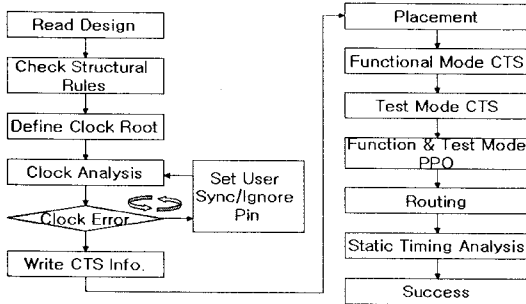 Read Design
Check Structural
Rules
Define Clock Root
Clock Analysis
Set User
Sync/Ignore
Pin
Clock Error
Write CTS Info.
Placement
Functional Mode CTS
Test Mode CTS
Function & Test Mode
PPO
Routing
Static Timing Analysis
Success